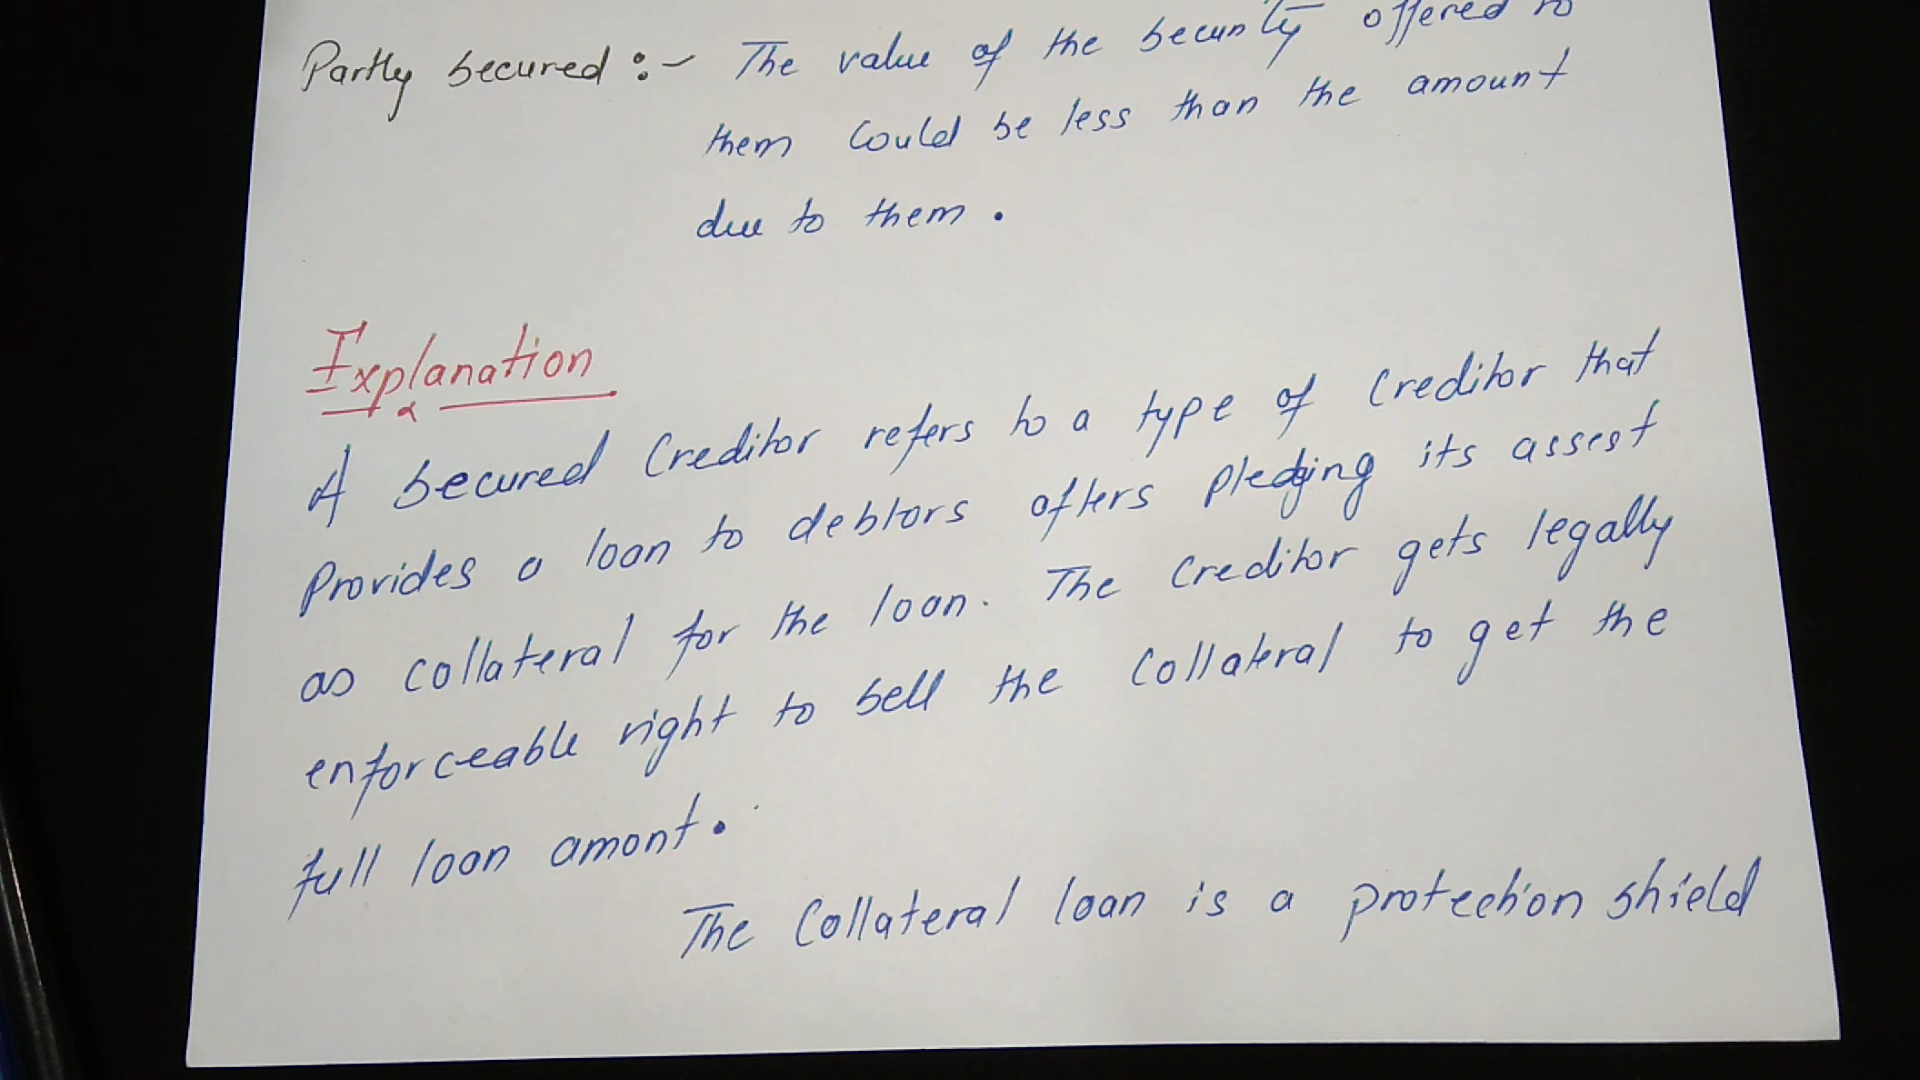 Partly Secured :- The value of the Security offered to
them Could be less than the amount
due to them .
Explanation
A Secured Creditor refers to a type of Creditor that
Provides a loan to debtors afters pledging its assest
as collateral for the loan. The Creditor gets legally
enforceable right to Sell the Collateral to get the
full loan amont.
The Collateral loan is a protection shield